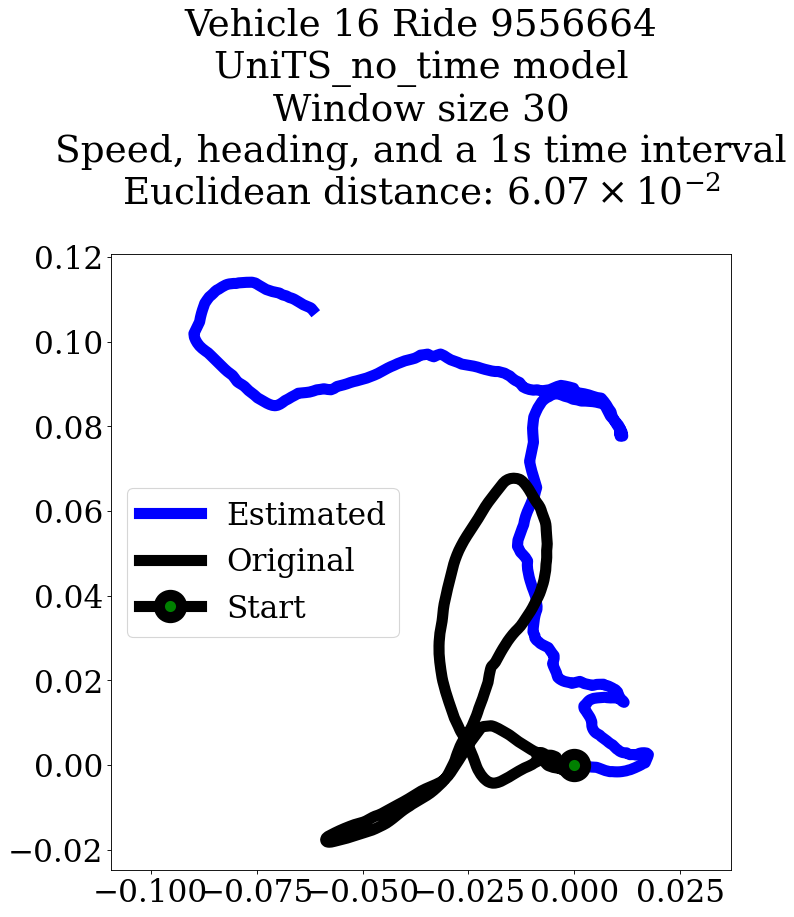 Vehicle 16 Ride 9556664
UniTS_no_time model
Window size 30
Speed, heading, and a 1s time interval
Euclidean distance: 6.07 × 10⁻²
0.12
0.10
0.08
0.06
0.04
0.02
0.00
−0.02
Estimated
Original
Start
−0.100 −0.075 −0.050 −0.025 0.000 0.025